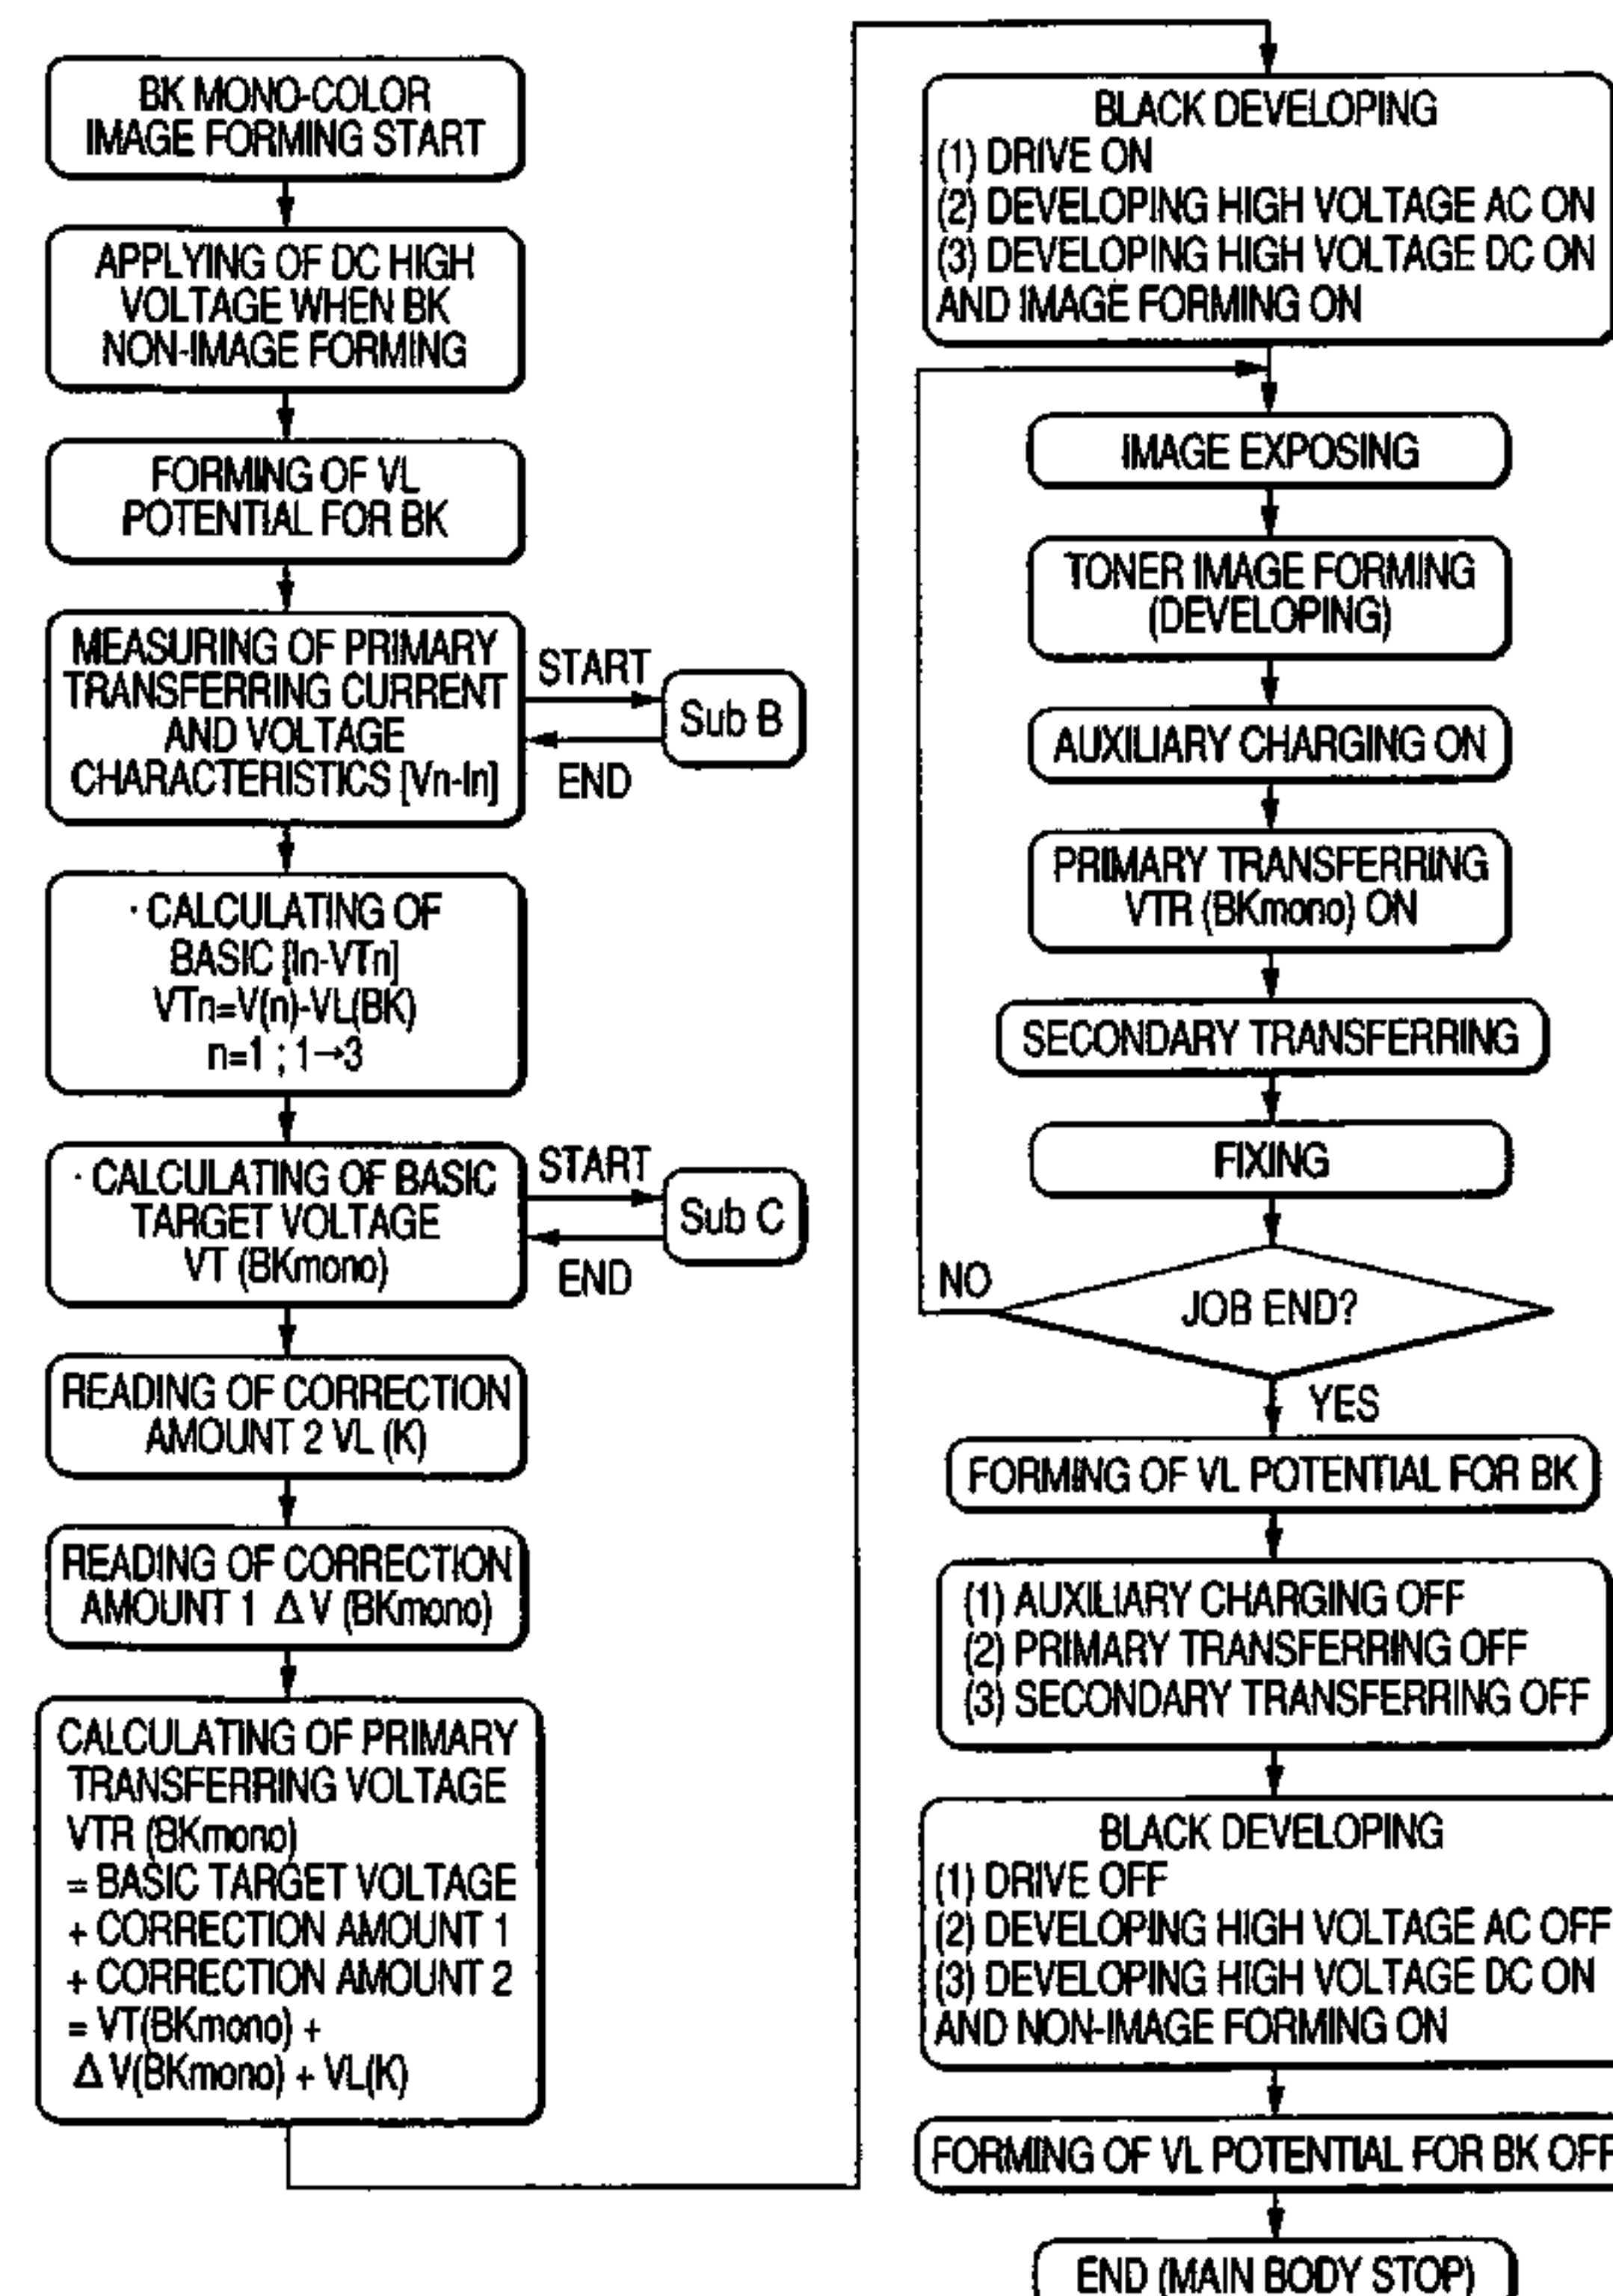 BK MONO-COLOR
IMAGE FORMING START
APPLYING OF DC HIGH
VOLTAGE WHEN BK
NON-IMAGE FORMING
FORMING OF VL
POTENTIAL FOR BK
MEASURING OF PRIMARY
TRANSFERRING CURRENT
AND VOLTAGE
CHARACTERISTICS [Vn-In]
START
Sub B
END
· CALCULATING OF
BASIC [In-VTn]
VTn=V(n)-VL(BK)
n=1 ; 1→3
· CALCULATING OF BASIC
TARGET VOLTAGE
VT (BKmono)
START
Sub C
END
READING OF CORRECTION
AMOUNT 2 VL (K)
READING OF CORRECTION
AMOUNT 1 Δ V (BKmono)
CALCULATING OF PRIMARY
TRANSFERRING VOLTAGE
VTR (BKmono)
= BASIC TARGET VOLTAGE
+ CORRECTION AMOUNT 1
+ CORRECTION AMOUNT 2
= VT(BKmono) +
Δ V(BKmono) + VL(K)
BLACK DEVELOPING
(1) DRIVE ON
(2) DEVELOPING HIGH VOLTAGE AC ON
(3) DEVELOPING HIGH VOLTAGE DC ON
AND IMAGE FORMING ON
IMAGE EXPOSING
TONER IMAGE FORMING
(DEVELOPING)
AUXILIARY CHARGING ON
PRIMARY TRANSFERRING
VTR (BKmono) ON
SECONDARY TRANSFERRING
FIXING
NO
JOB END?
YES
FORMING OF VL POTENTIAL FOR BK
(1) AUXILIARY CHARGING OFF
(2) PRIMARY TRANSFERRING OFF
(3) SECONDARY TRANSFERRING OFF
BLACK DEVELOPING
(1) DRIVE OFF
(2) DEVELOPING HIGH VOLTAGE AC OFF
(3) DEVELOPING HIGH VOLTAGE DC ON
AND NON-IMAGE FORMING ON
FORMING OF VL POTENTIAL FOR BK OFF
END (MAIN BODY STOP)